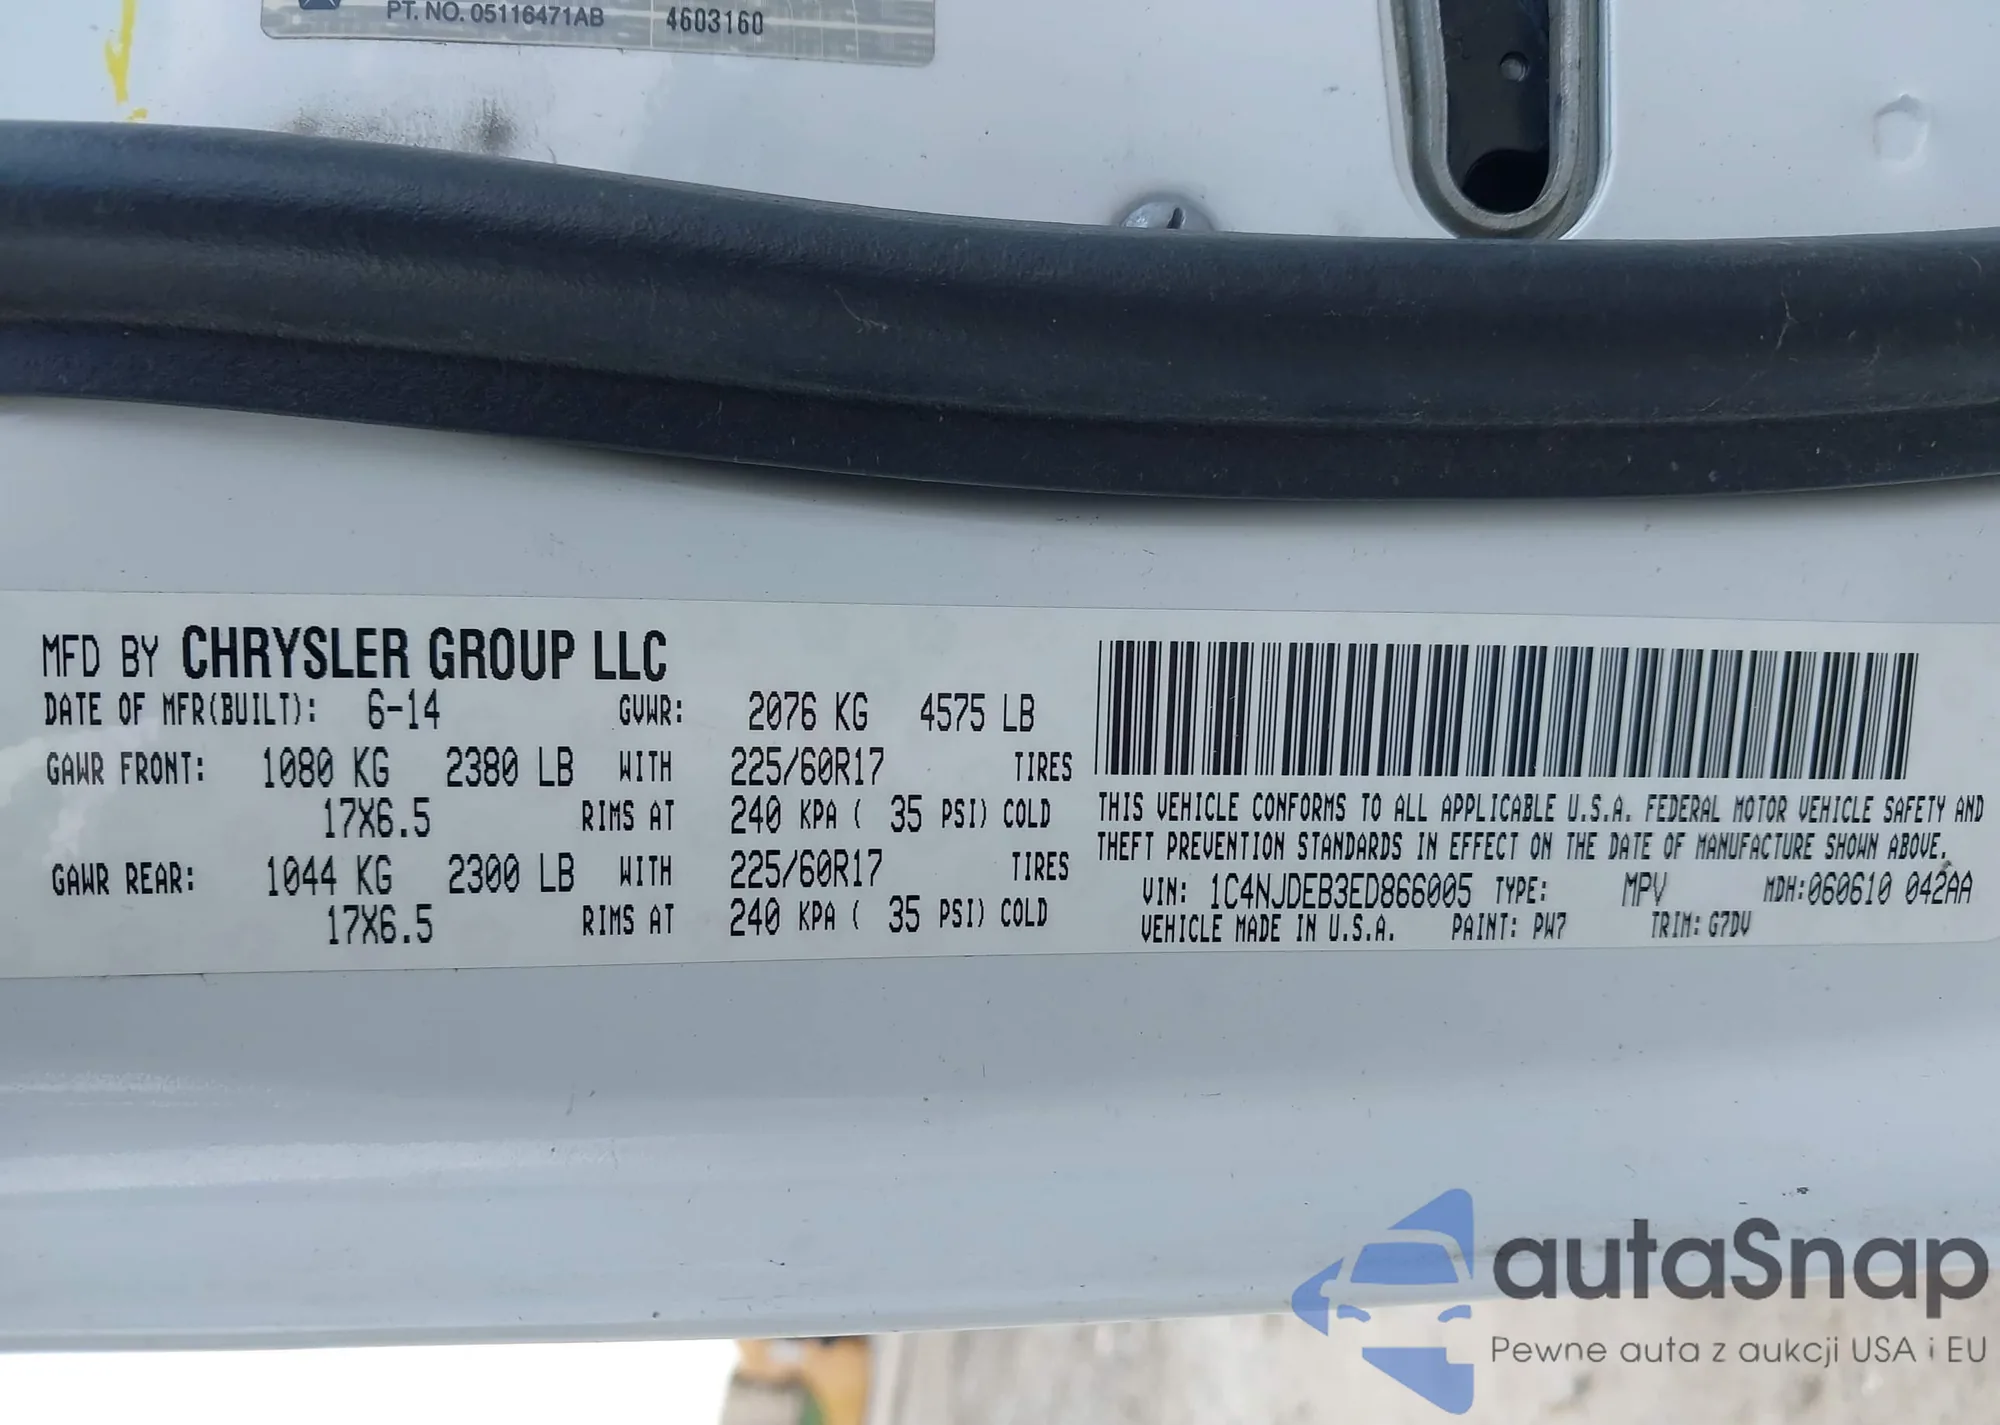 PT. NO. 05116471AB 4603160
MFD BY CHRYSLER GROUP LLC
DATE OF MFR(BUILT): 6-14 GVWR: 2076 KG 4575 LB
GAWR FRONT: 1080 KG 2380 LB WITH 225/60R17 TIRES
17X6.5 RIMS AT 240 KPA ( 35 PSI) COLD
GAWR REAR: 1044 KG 2300 LB WITH 225/60R17 TIRES
17X6.5 RIMS AT 240 KPA ( 35 PSI) COLD
THIS VEHICLE CONFORMS TO ALL APPLICABLE U.S.A. FEDERAL MOTOR VEHICLE SAFETY AND
THEFT PREVENTION STANDARDS IN EFFECT ON THE DATE OF MANUFACTURE SHOWN ABOVE.
VIN: 1C4NJDEB3ED866005 TYPE: MPV MDH:060610 042AA
VEHICLE MADE IN U.S.A. PAINT: PW7 TRIM: G7DV
autaSnap
Pewne auta z aukcji USA i EU